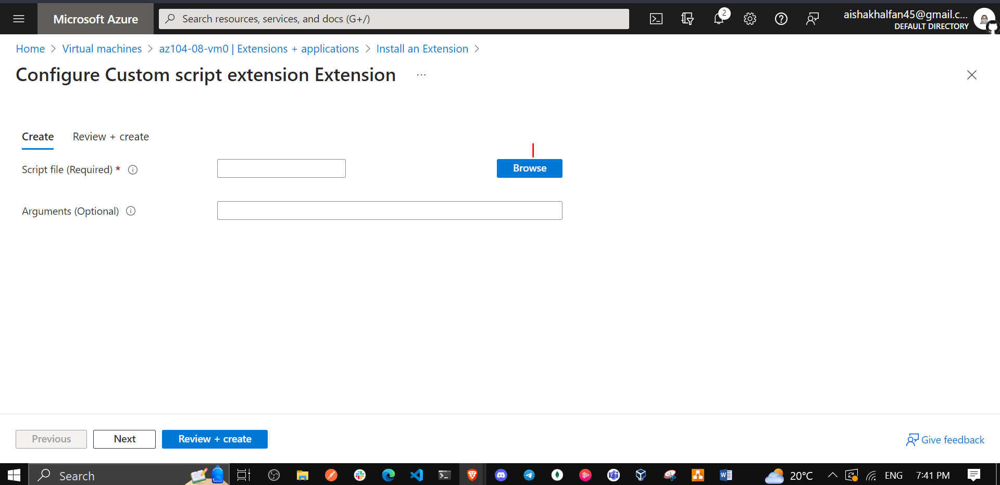 Microsoft Azure
Search resources, services, and docs (G+/)
2
aishakhalfan45@gmail.c...
DEFAULT DIRECTORY
Home > Virtual machines > az104-08-vm0 | Extensions + applications > Install an Extension >
Configure Custom script extension Extension ...
Create Review + create
Script file (Required) *
Browse
Arguments (Optional)
Previous Next Review + create
Give feedback
Search
20°C
ENG
7:41 PM